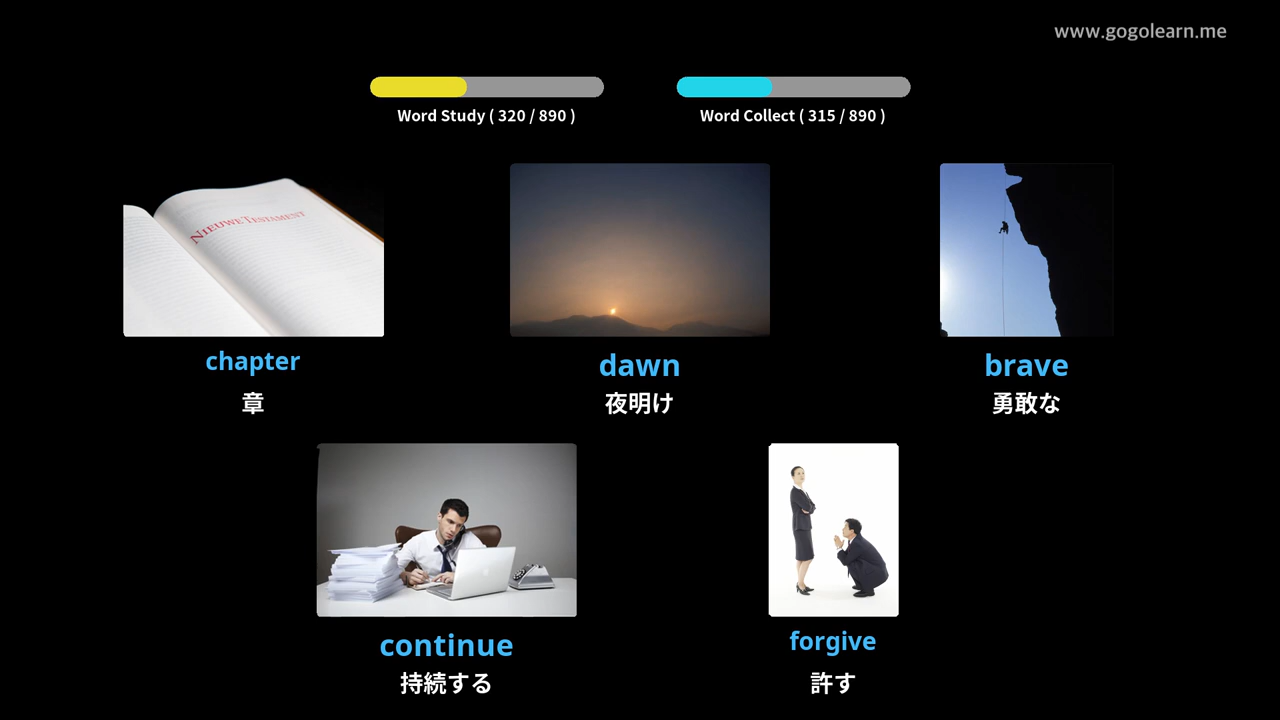 www.gogolearn.me
Word Study ( 320 / 890 )
Word Collect ( 315 / 890 )
NIEUWE TESTAMENT
chapter
章
dawn
夜明け
brave
勇敢な
continue
持続する
forgive
許す